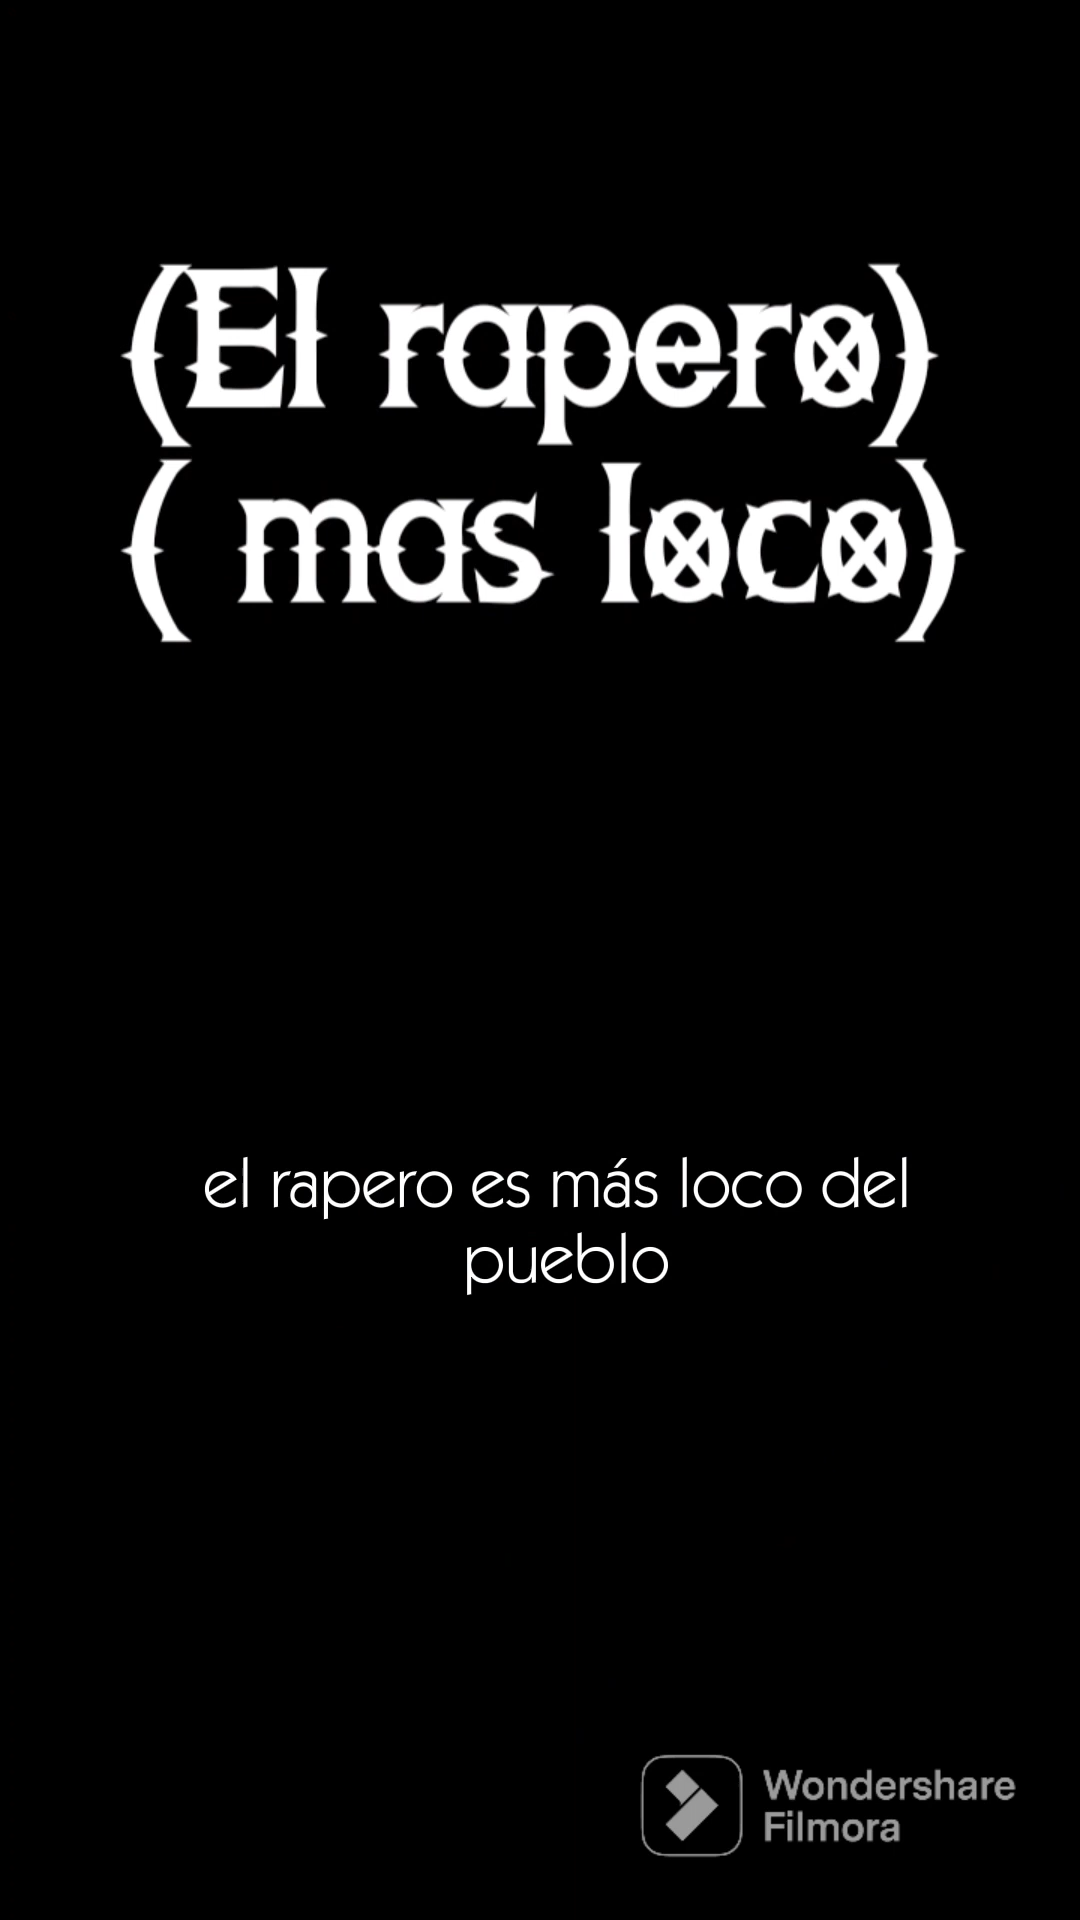 (El rapero)
( mas loco)
el rapero es más loco del
pueblo
Wondershare
Filmora